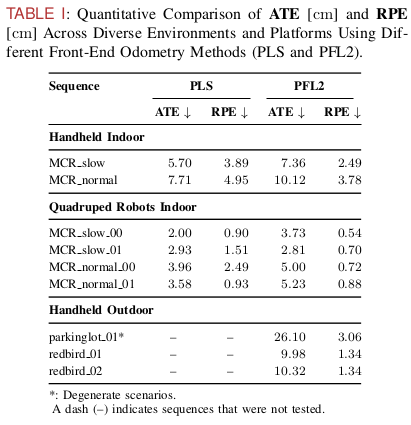 TABLE I: Quantitative Comparison of ATE [cm] and RPE
[cm] Across Diverse Environments and Platforms Using Dif-
ferent Front-End Odometry Methods (PLS and PFL2).
Sequence PLS PFL2
ATE ↓ RPE ↓ ATE ↓ RPE ↓
Handheld Indoor
MCR_slow 5.70 3.89 7.36 2.49
MCR_normal 7.71 4.95 10.12 3.78
Quadruped Robots Indoor
MCR_slow_00 2.00 0.90 3.73 0.54
MCR_slow_01 2.93 1.51 2.81 0.70
MCR_normal_00 3.96 2.49 5.00 0.72
MCR_normal_01 3.58 0.93 5.23 0.88
Handheld Outdoor
parkinglot_01* – – 26.10 3.06
redbird_01 – – 9.98 1.34
redbird_02 – – 10.32 1.34
*: Degenerate scenarios.
A dash (–) indicates sequences that were not tested.